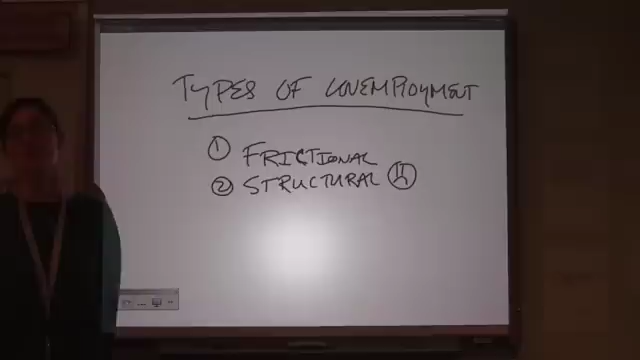 TYPES OF UNEMPLOYMENT
① FRICTIONAL
② STRUCTURAL